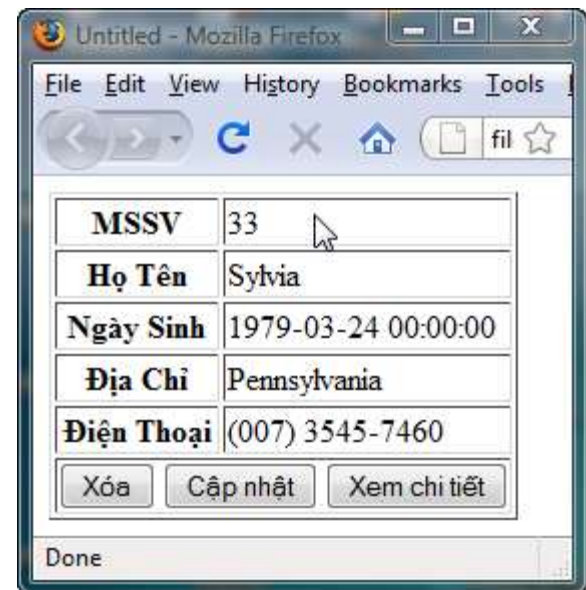 Untitled - Mozilla Firefox
File Edit View History Bookmarks Tools
fil
MSSV 33
Họ Tên Sylvia
Ngày Sinh 1979-03-24 00:00:00
Địa Chỉ Pennsylvania
Điện Thoại (007) 3545-7460
Xóa Cập nhật Xem chi tiết
Done